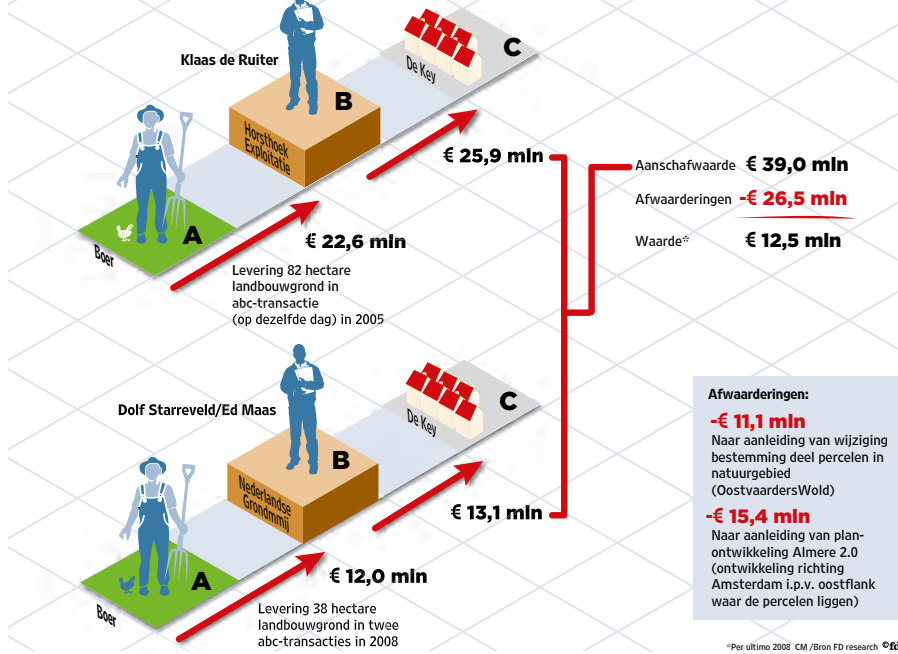 Klaas de Ruiter
C
De Key
B
Horsthoek
Exploitatie
€ 25,9 mln
A
Boer
€ 22,6 mln
Levering 82 hectare
landbouwgrond in
abc-transactie
(op dezelfde dag) in 2005
Aanschafwaarde € 39,0 mln
Afwaarderingen -€ 26,5 mln
Waarde* € 12,5 mln
Dolf Starreveld/Ed Maas
C
De Key
B
Nederlandse
Grondmmij
€ 13,1 mln
A
Boer
€ 12,0 mln
Levering 38 hectare
landbouwgrond in twee
abc-transacties in 2008
Afwaarderingen:
-€ 11,1 mln
Naar aanleiding van wijziging
bestemming deel percelen in
natuurgebied
(OostvaardersWold)
-€ 15,4 mln
Naar aanleiding van plan-
ontwikkeling Almere 2.0
(ontwikkeling richting
Amsterdam i.p.v. oostflank
waar de percelen liggen)
*Per ultimo 2008 CM /Bron FD research ©fd